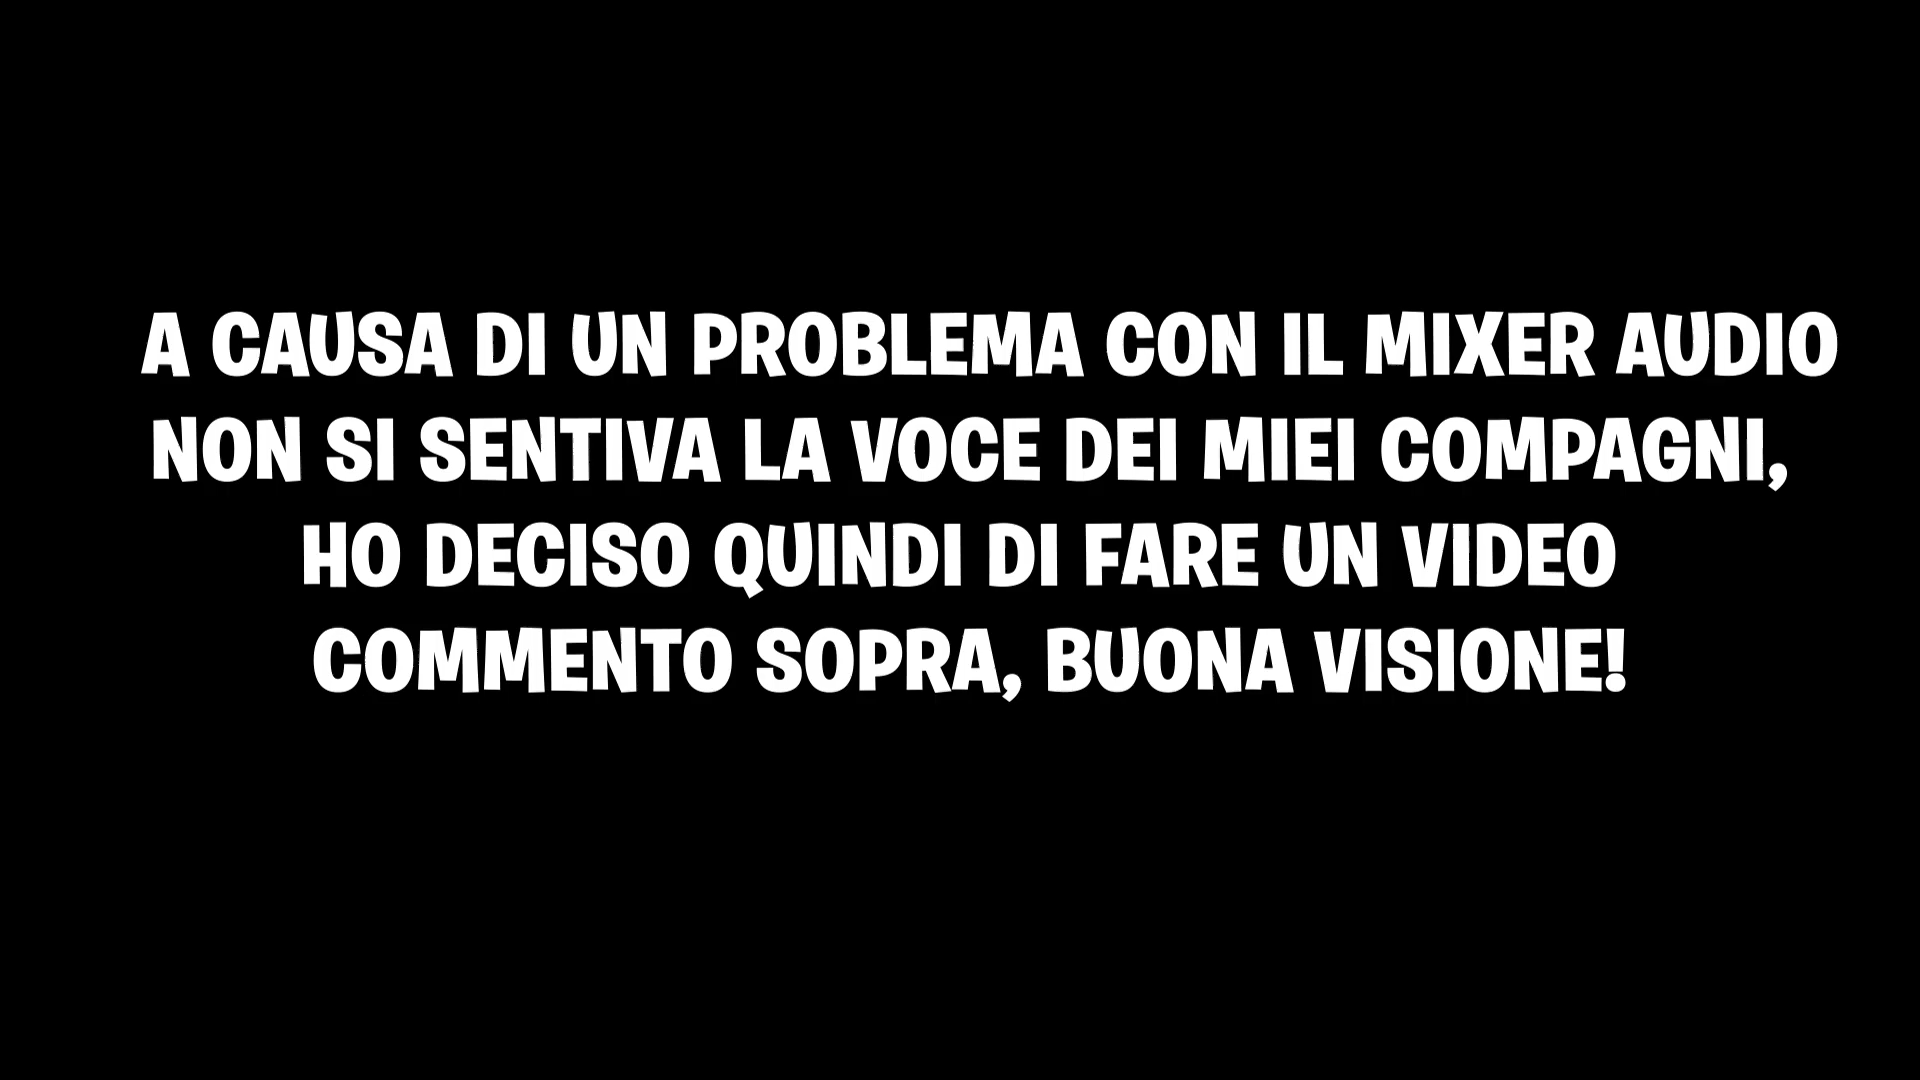 A CAUSA DI UN PROBLEMA CON IL MIXER AUDIO
NON SI SENTIVA LA VOCE DEI MIEI COMPAGNI,
HO DECISO QUINDI DI FARE UN VIDEO
COMMENTO SOPRA, BUONA VISIONE!